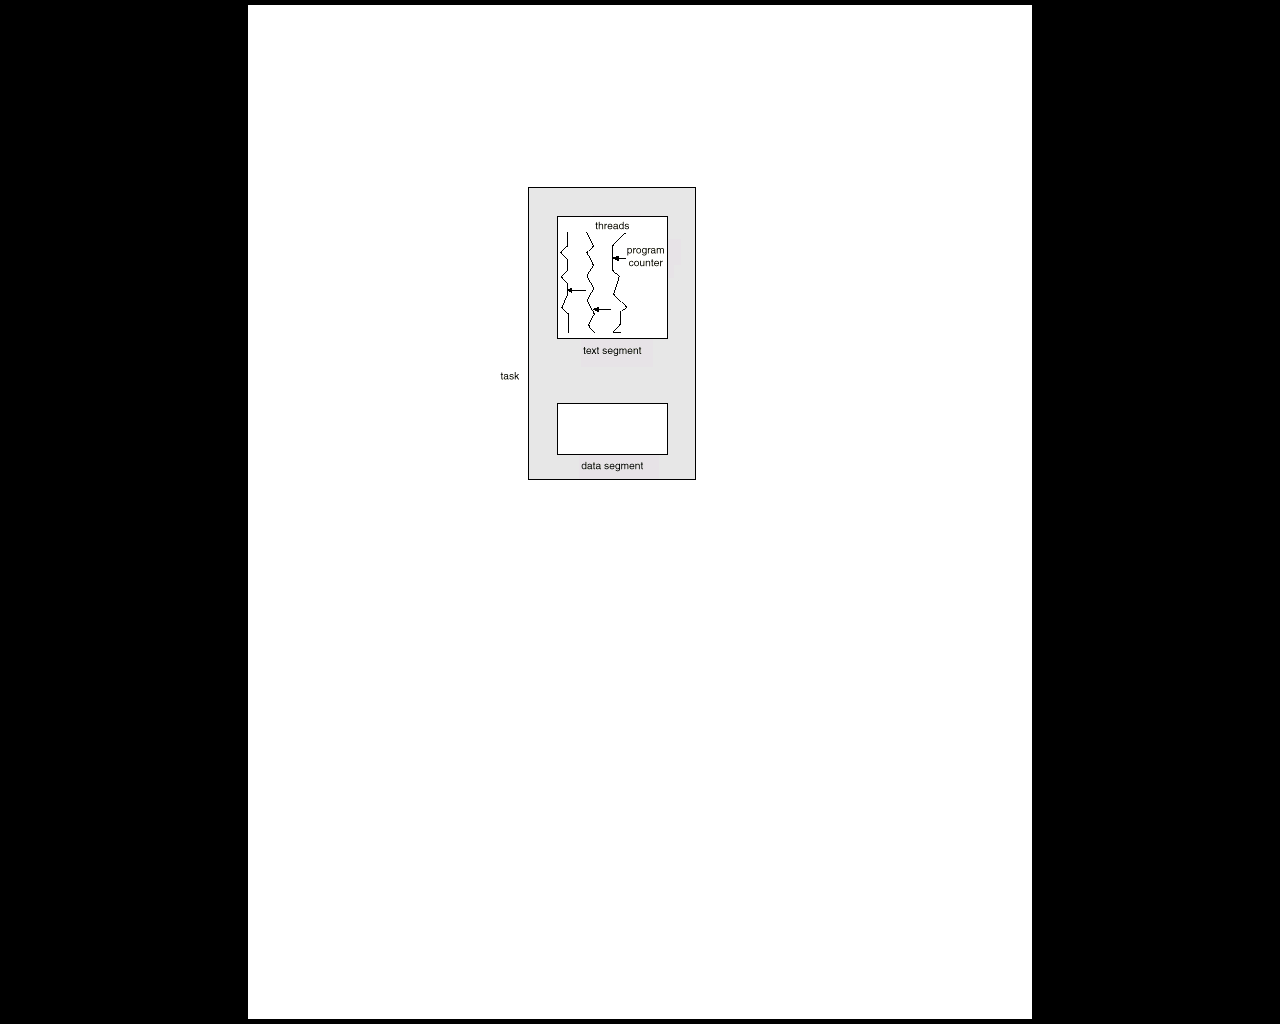 threads
program
counter
text segment
task
data segment